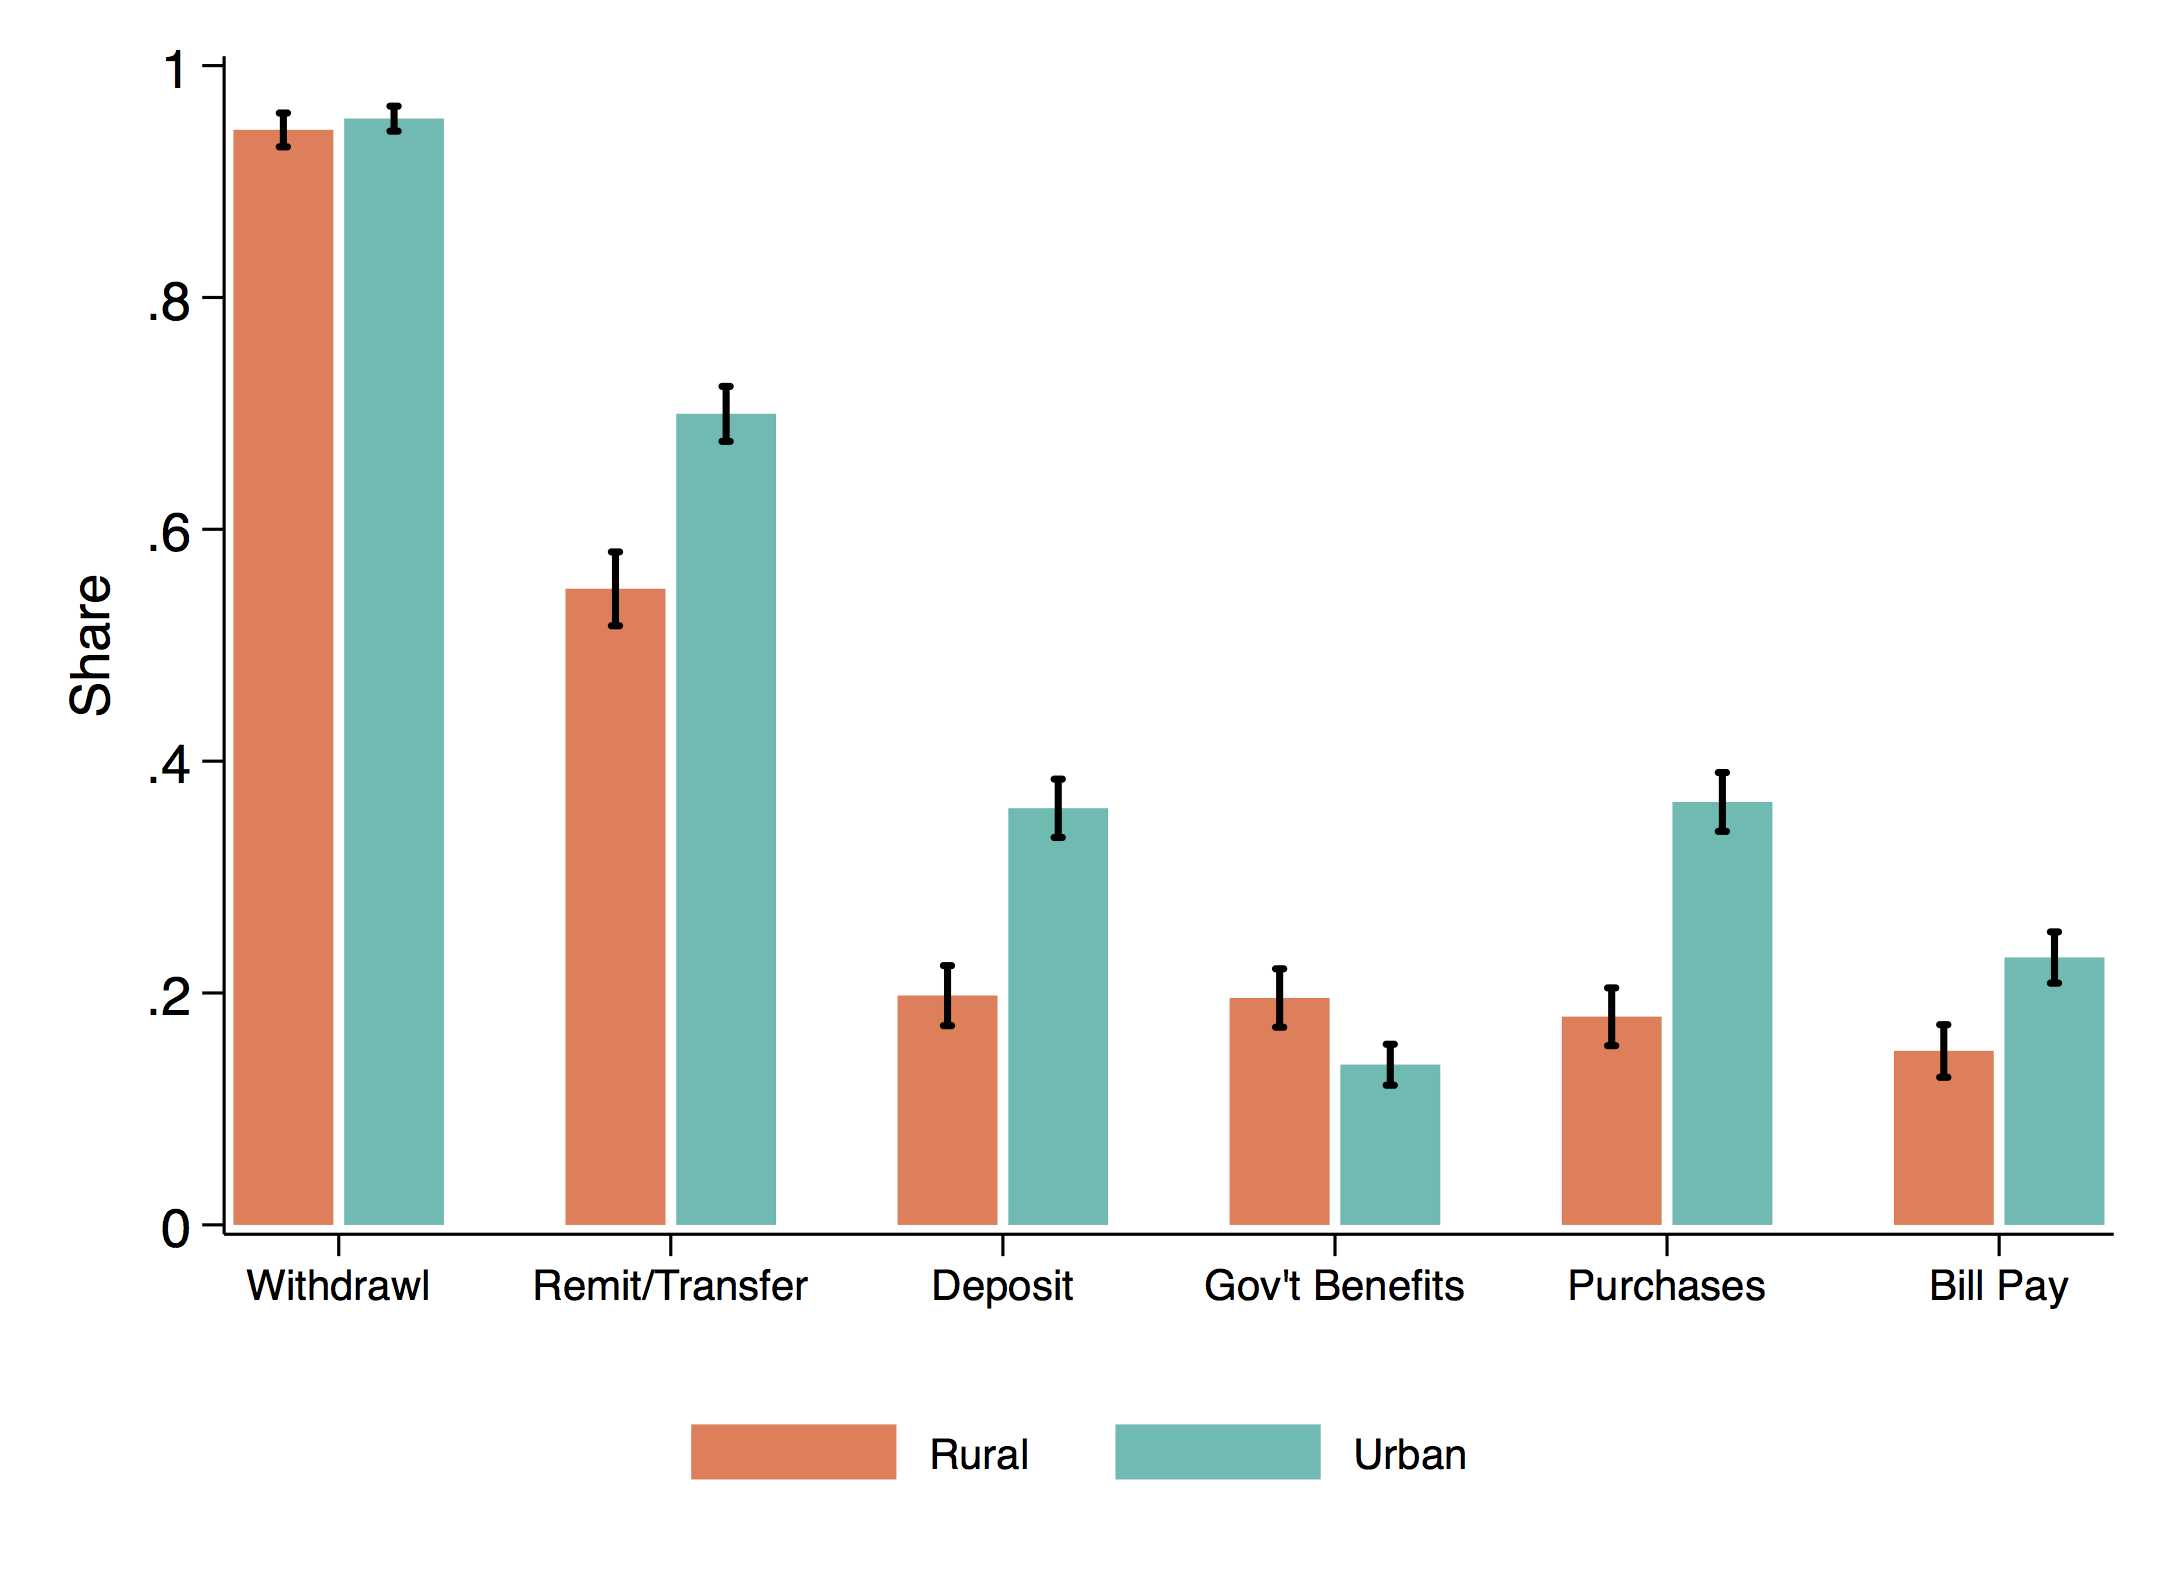 1
.8
.6
.4
.2
0
Share
Withdrawl
Remit/Transfer
Deposit
Gov't Benefits
Purchases
Bill Pay
Rural
Urban